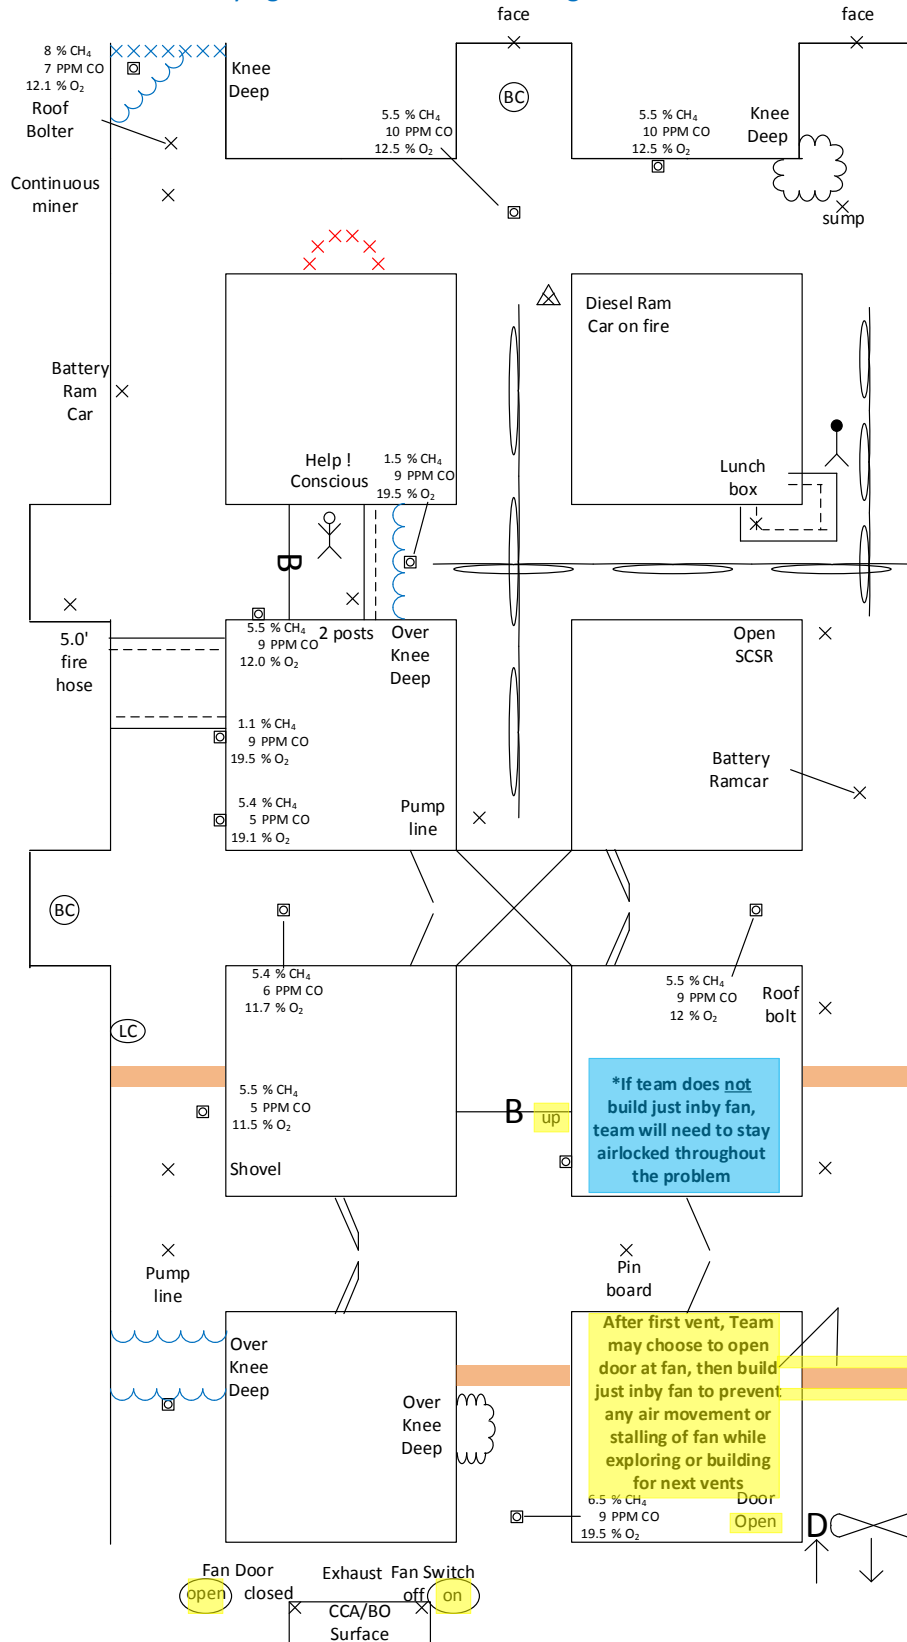 face
face
8 % CH₄
7 PPM CO
12.1 % O₂
Knee
Deep
Roof
Bolter
BC
5.5 % CH₄
10 PPM CO
12.5 % O₂
5.5 % CH₄
10 PPM CO
12.5 % O₂
Knee
Deep
Continuous
miner
sump
Diesel Ram
Car on fire
Battery
Ram
Car
Help !
Conscious
1.5 % CH₄
9 PPM CO
19.5 % O₂
Lunch
box
B
5.5 % CH₄
9 PPM CO
12.0 % O₂
2 posts
Over
Knee
Deep
5.0'
fire
hose
Open
SCSR
1.1 % CH₄
9 PPM CO
19.5 % O₂
Battery
Ramcar
5.4 % CH₄
5 PPM CO
19.1 % O₂
Pump
line
BC
5.4 % CH₄
6 PPM CO
11.7 % O₂
5.5 % CH₄
9 PPM CO
12 % O₂
Roof
bolt
LC
5.5 % CH₄
5 PPM CO
11.5 % O₂
B up
*If team does not
build just inby fan,
team will need to stay
airlocked throughout
the problem
Shovel
Pump
line
Pin
board
Over
Knee
Deep
Over
Knee
Deep
After first vent, Team
may choose to open
door at fan, then build
just inby fan to prevent
any air movement or
stalling of fan while
exploring or building
for next vents
6.5 % CH₄
9 PPM CO
19.5 % O₂
Door
Open
D
Fan Door
open closed
Exhaust
Fan Switch
off on
CCA/BO
Surface